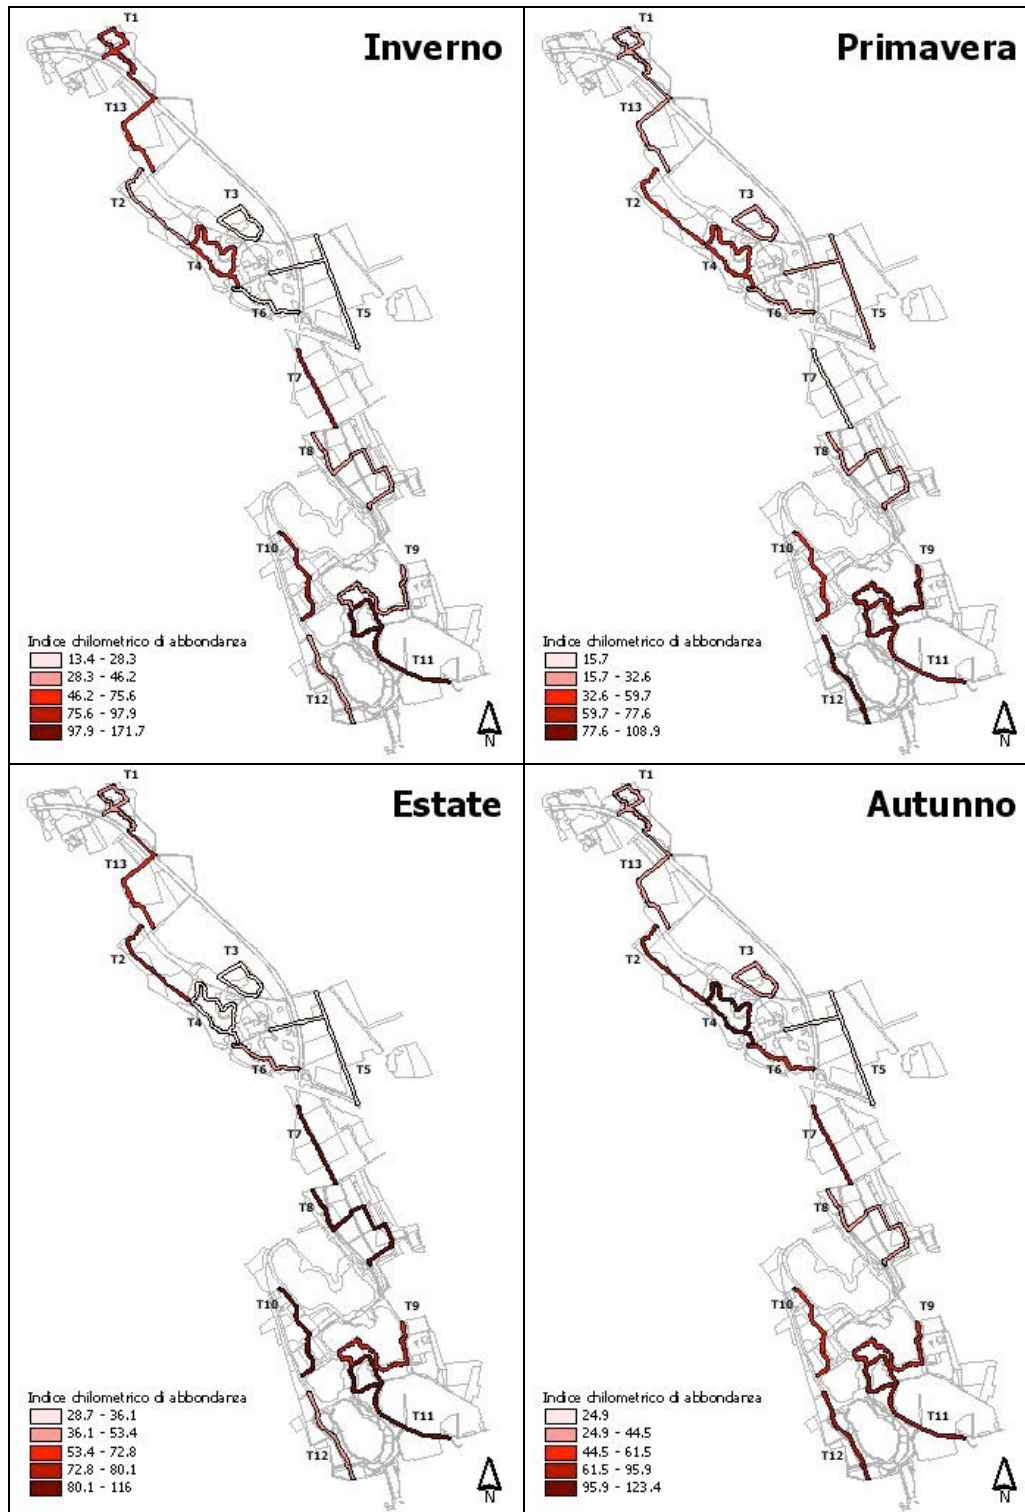 Inverno
T1
T13
T3
T2
T4
T6
T5
T7
T8
T10
T9
T11
T12
Indice chilometrico di abbondanza
13.4 - 28.3
28.3 - 46.2
46.2 - 75.6
75.6 - 97.9
97.9 - 171.7
N
Primavera
T1
T13
T3
T2
T4
T6
T5
T7
T8
T10
T9
T11
T12
Indice chilometrico di abbondanza
15.7
15.7 - 32.6
32.6 - 59.7
59.7 - 77.6
77.6 - 108.9
N
Estate
T1
T13
T3
T2
T4
T6
T5
T7
T8
T10
T9
T11
T12
Indice chilometrico di abbondanza
28.7 - 36.1
36.1 - 53.4
53.4 - 72.8
72.8 - 80.1
80.1 - 116
N
Autunno
T1
T13
T3
T2
T4
T6
T5
T7
T8
T10
T9
T11
T12
Indice chilometrico di abbondanza
24.9
24.9 - 44.5
44.5 - 61.5
61.5 - 95.9
95.9 - 123.4
N